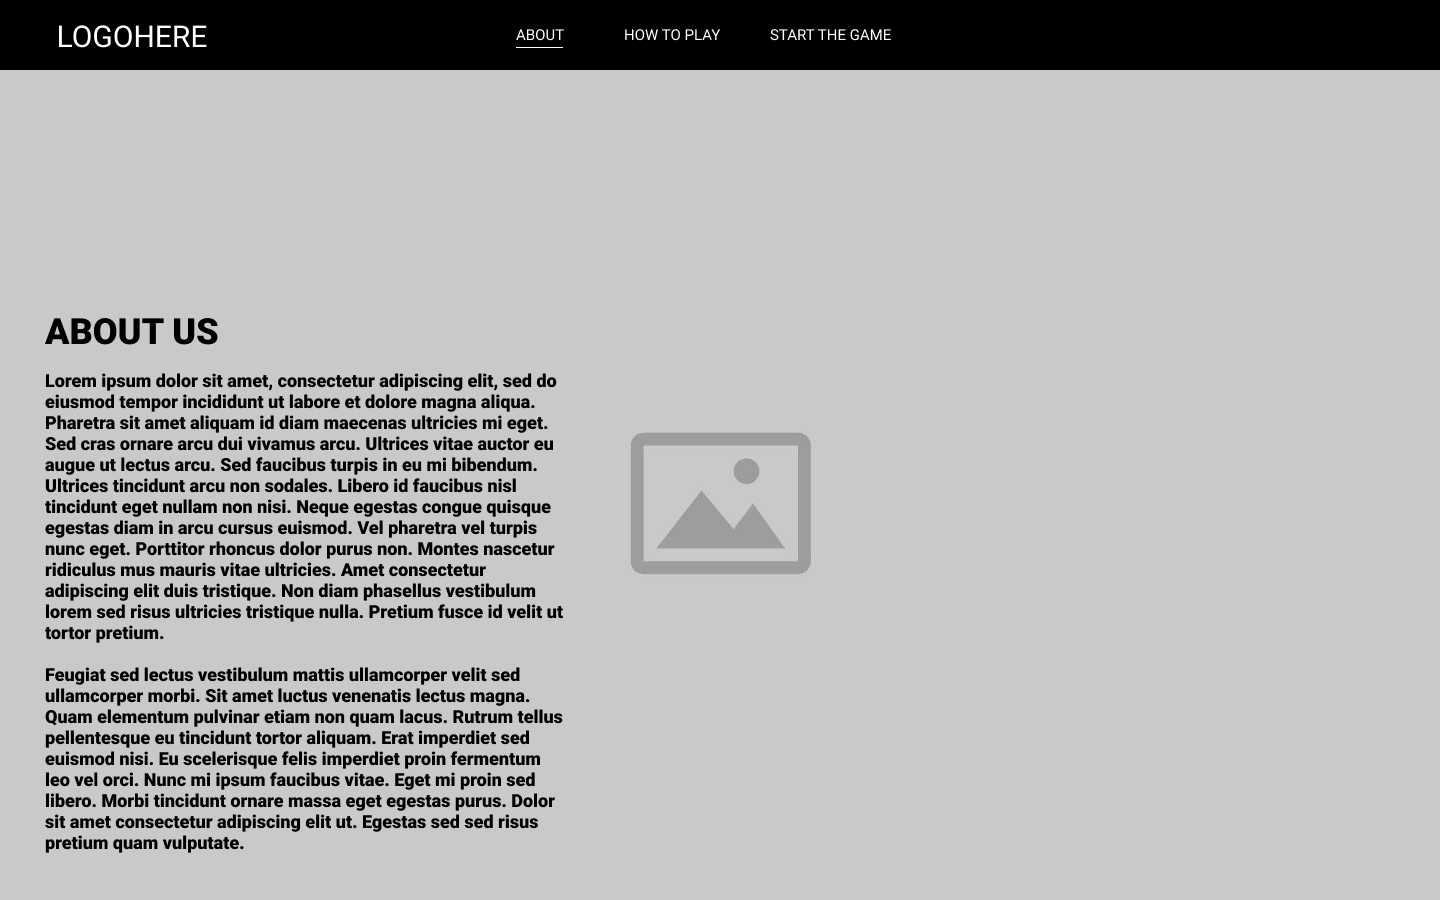 LOGOHERE
ABOUT
HOW TO PLAY
START THE GAME
ABOUT US
Lorem ipsum dolor sit amet, consectetur adipiscing elit, sed do
eiusmod tempor incididunt ut labore et dolore magna aliqua.
Pharetra sit amet aliquam id diam maecenas ultricies mi eget.
Sed cras ornare arcu dui vivamus arcu. Ultrices vitae auctor eu
augue ut lectus arcu. Sed faucibus turpis in eu mi bibendum.
Ultrices tincidunt arcu non sodales. Libero id faucibus nisl
tincidunt eget nullam non nisi. Neque egestas congue quisque
egestas diam in arcu cursus euismod. Vel pharetra vel turpis
nunc eget. Porttitor rhoncus dolor purus non. Montes nascetur
ridiculus mus mauris vitae ultricies. Amet consectetur
adipiscing elit duis tristique. Non diam phasellus vestibulum
lorem sed risus ultricies tristique nulla. Pretium fusce id velit ut
tortor pretium.
Feugiat sed lectus vestibulum mattis ullamcorper velit sed
ullamcorper morbi. Sit amet luctus venenatis lectus magna.
Quam elementum pulvinar etiam non quam lacus. Rutrum tellus
pellentesque eu tincidunt tortor aliquam. Erat imperdiet sed
euismod nisi. Eu scelerisque felis imperdiet proin fermentum
leo vel orci. Nunc mi ipsum faucibus vitae. Eget mi proin sed
libero. Morbi tincidunt ornare massa eget egestas purus. Dolor
sit amet consectetur adipiscing elit ut. Egestas sed sed risus
pretium quam vulputate.